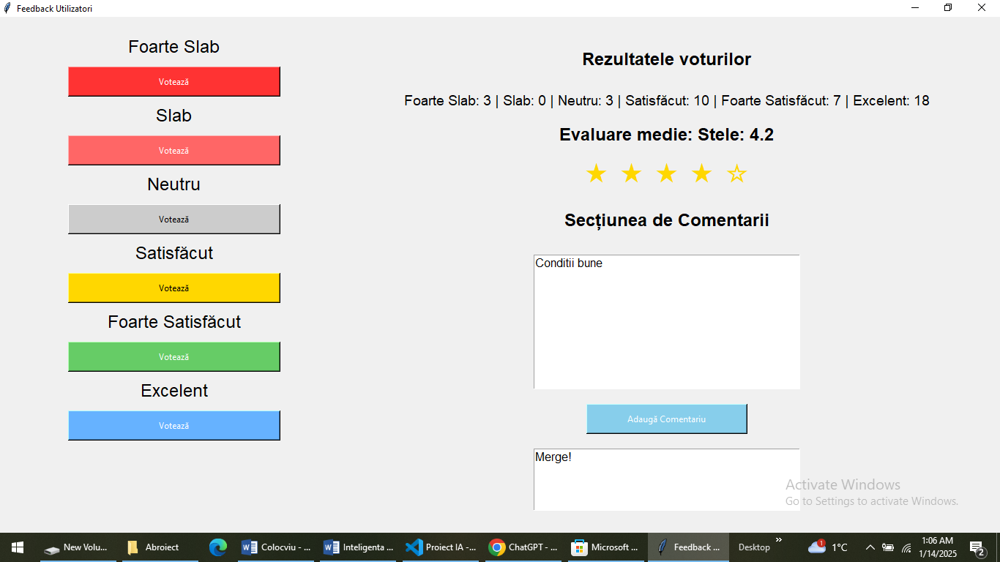 Feedback Utilizatori
Foarte Slab
Votează
Slab
Votează
Neutru
Votează
Satisfăcut
Votează
Foarte Satisfăcut
Votează
Excelent
Votează
Rezultatele voturilor
Foarte Slab: 3 | Slab: 0 | Neutru: 3 | Satisfăcut: 10 | Foarte Satisfăcut: 7 | Excelent: 18
Evaluare medie: Stele: 4.2
★ ★ ★ ★ ☆
Secțiunea de Comentarii
Conditii bune
Adaugă Comentariu
Merge!
Activate Windows
Go to Settings to activate Windows.
New Volu... Abroiect Colocviu - ... Inteligenta ... Proiect IA -... ChatGPT - ... Microsoft ... Feedback ... Desktop » 1 1°C 1:06 AM 2
1/14/2025